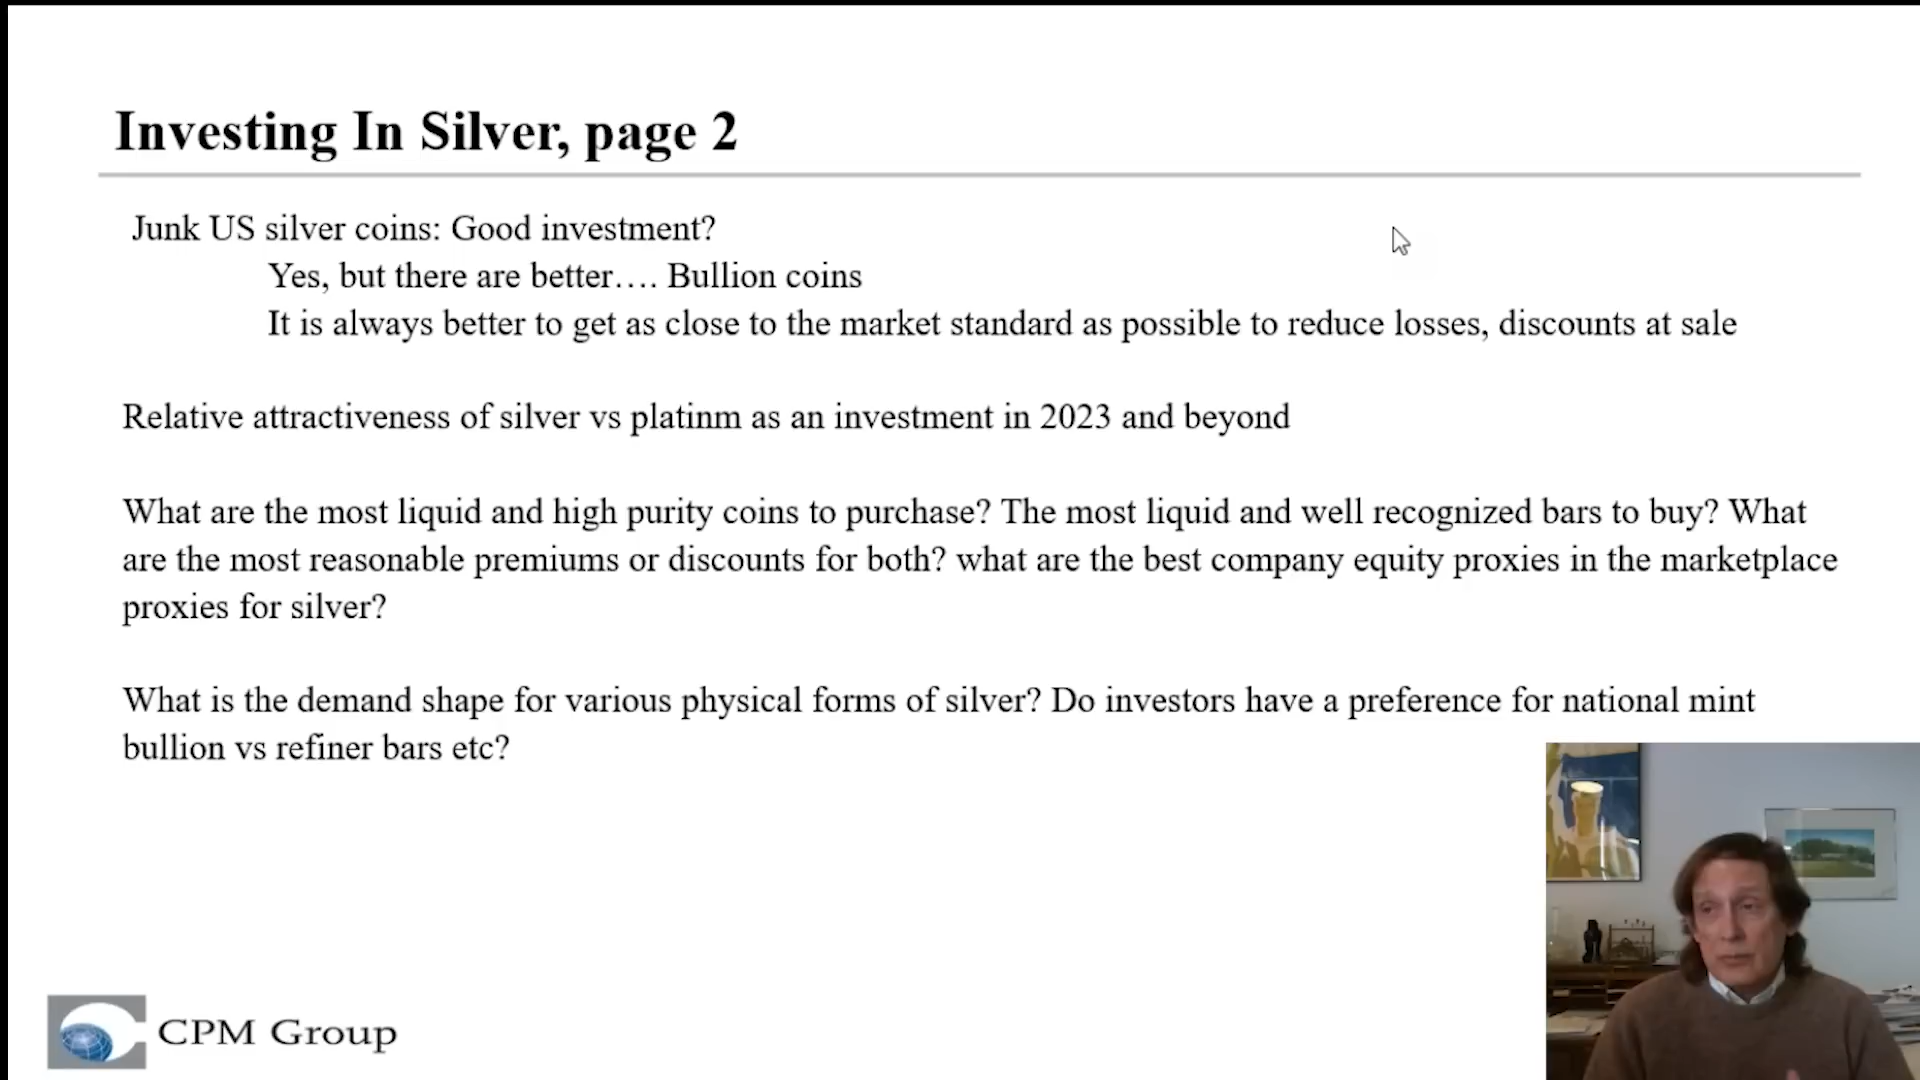 Investing In Silver, page 2
Junk US silver coins: Good investment?
Yes, but there are better…. Bullion coins
It is always better to get as close to the market standard as possible to reduce losses, discounts at sale
Relative attractiveness of silver vs platinm as an investment in 2023 and beyond
What are the most liquid and high purity coins to purchase? The most liquid and well recognized bars to buy? What
are the most reasonable premiums or discounts for both? what are the best company equity proxies in the marketplace
proxies for silver?
What is the demand shape for various physical forms of silver? Do investors have a preference for national mint
bullion vs refiner bars etc?
CPM Group